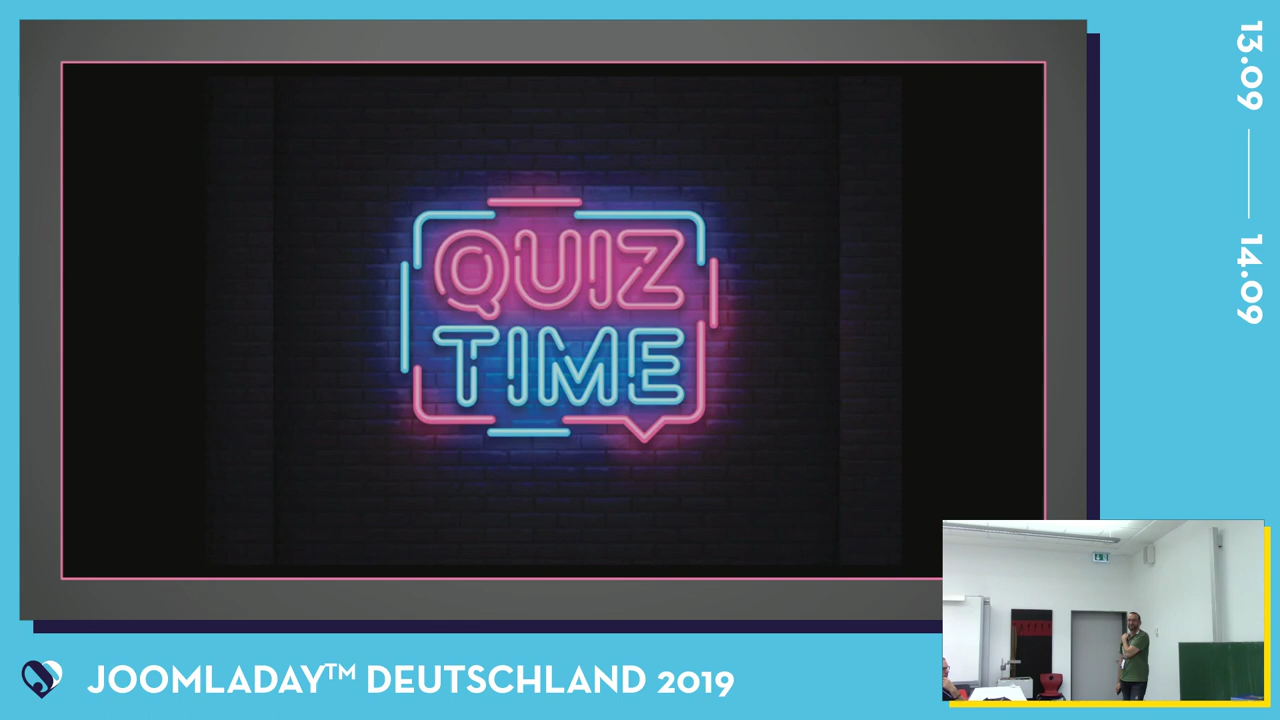 QUIZ
TIME
13.09
14.09
JOOMLADAY™ DEUTSCHLAND 2019